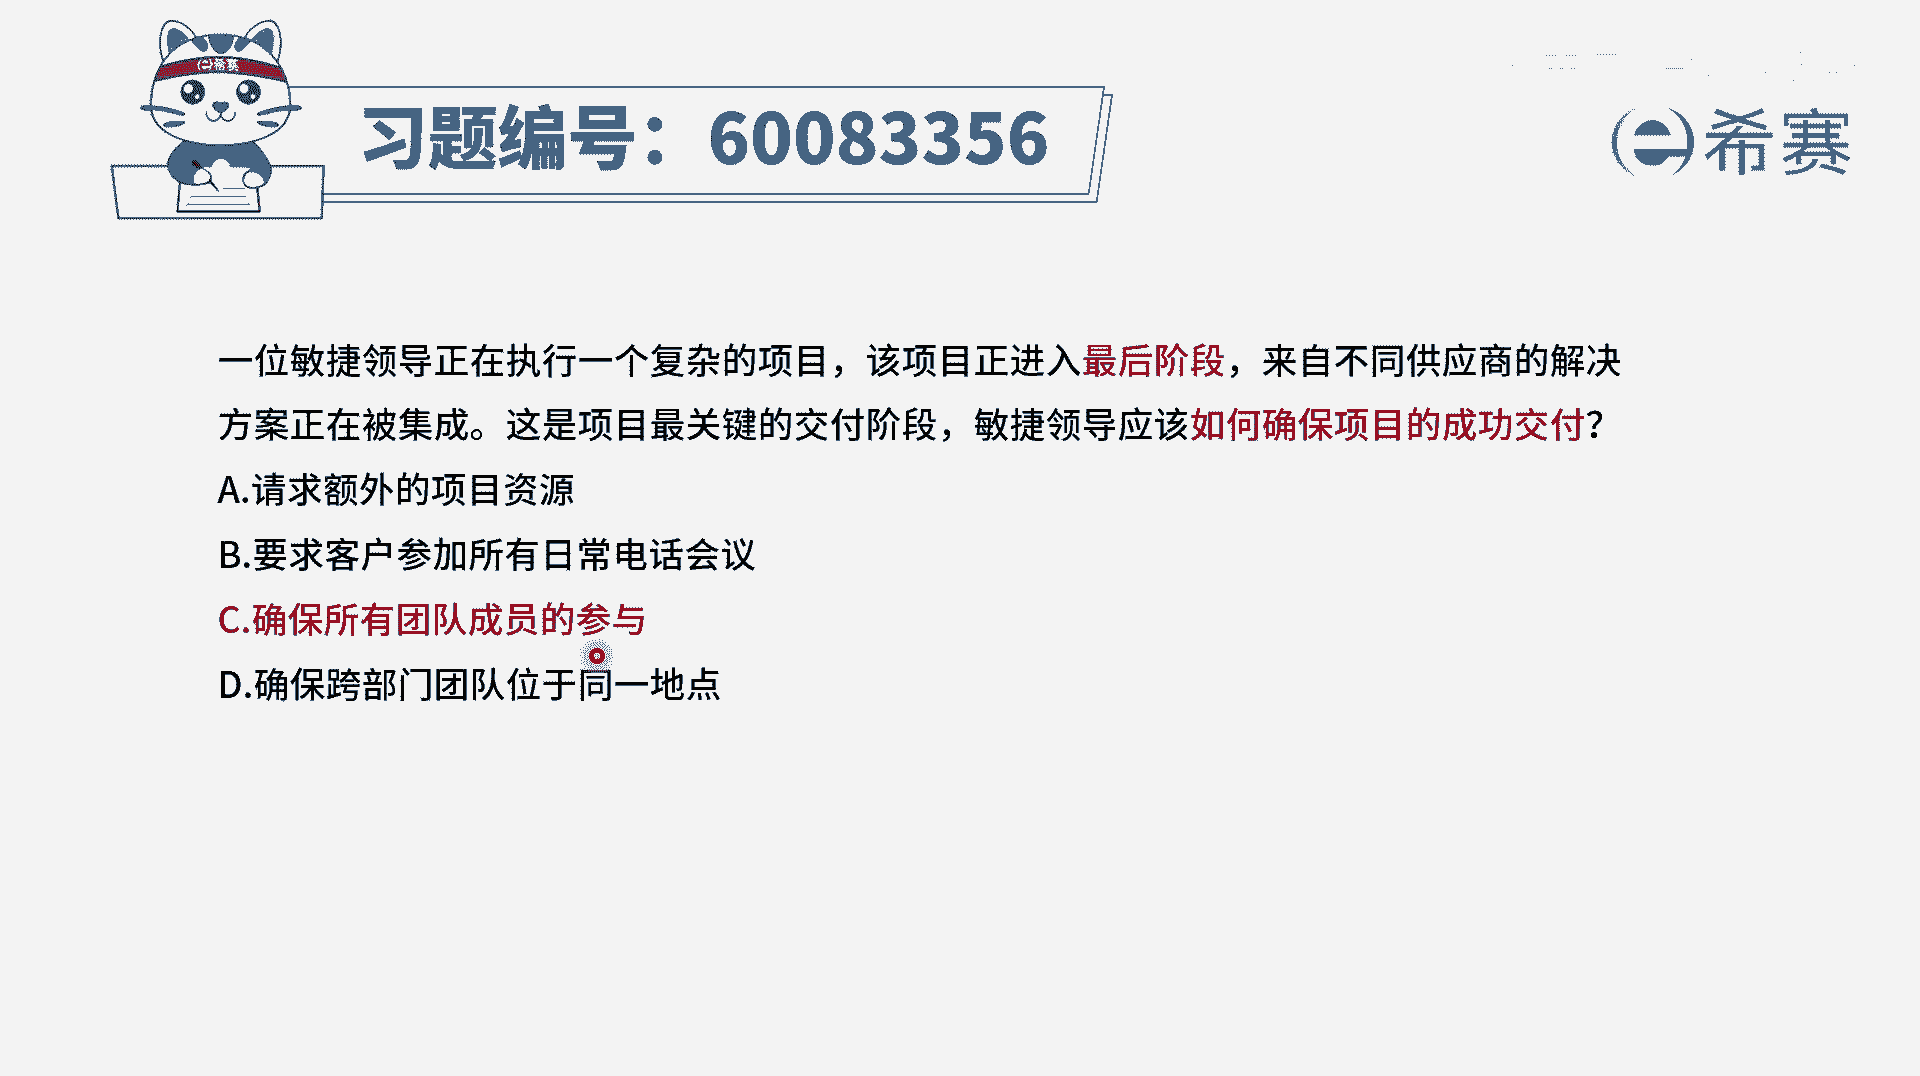 希赛
习题编号：60083356
希赛
一位敏捷领导正在执行一个复杂的项目，该项目正进入最后阶段，来自不同供应商的解决
方案正在被集成。这是项目最关键的交付阶段，敏捷领导应该如何确保项目的成功交付？
A.请求额外的项目资源
B.要求客户参加所有日常电话会议
C.确保所有团队成员的参与
D.确保跨部门团队位于同一地点